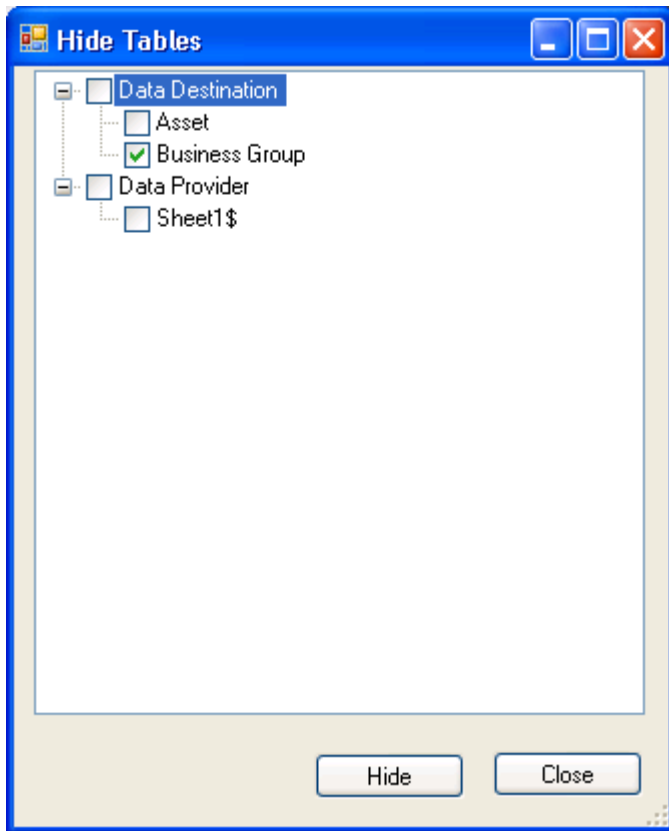 Hide Tables
Data Destination
Asset
Business Group
Data Provider
Sheet1$
Hide Close